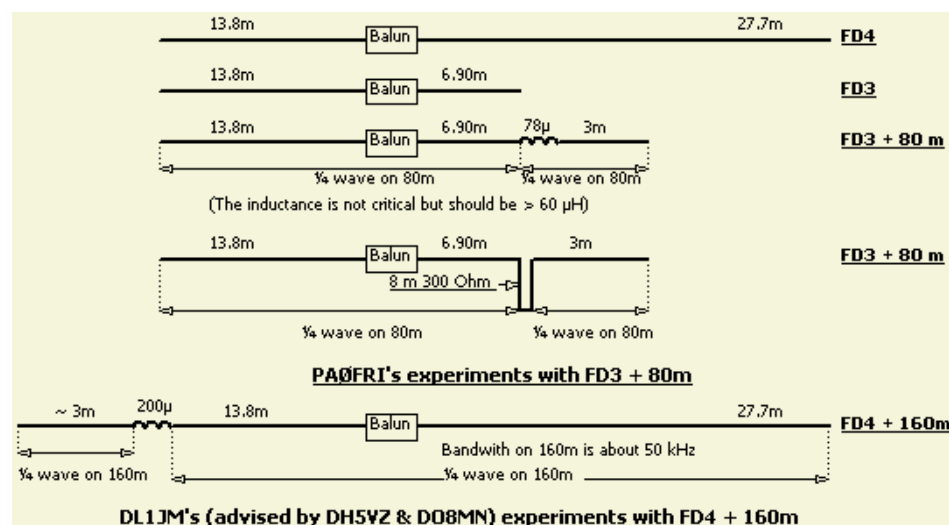 13.8m 27.7m
Balun
FD4
13.8m 6.90m
Balun
FD3
13.8m 6.90m 78µ 3m
Balun
FD3 + 80 m
¼ wave on 80m ¼ wave on 80m
(The inductance is not critical but should be > 60 µH)
13.8m 6.90m 3m
Balun
FD3 + 80 m
8 m 300 Ohm
¼ wave on 80m ¼ wave on 80m
PAØFRI's experiments with FD3 + 80m
~ 3m 200µ 13.8m 27.7m
Balun
FD4 + 160m
Bandwith on 160m is about 50 kHz
¼ wave on 160m ¼ wave on 160m
DL1JM's (advised by DH5VZ & DO8MN) experiments with FD4 + 160m